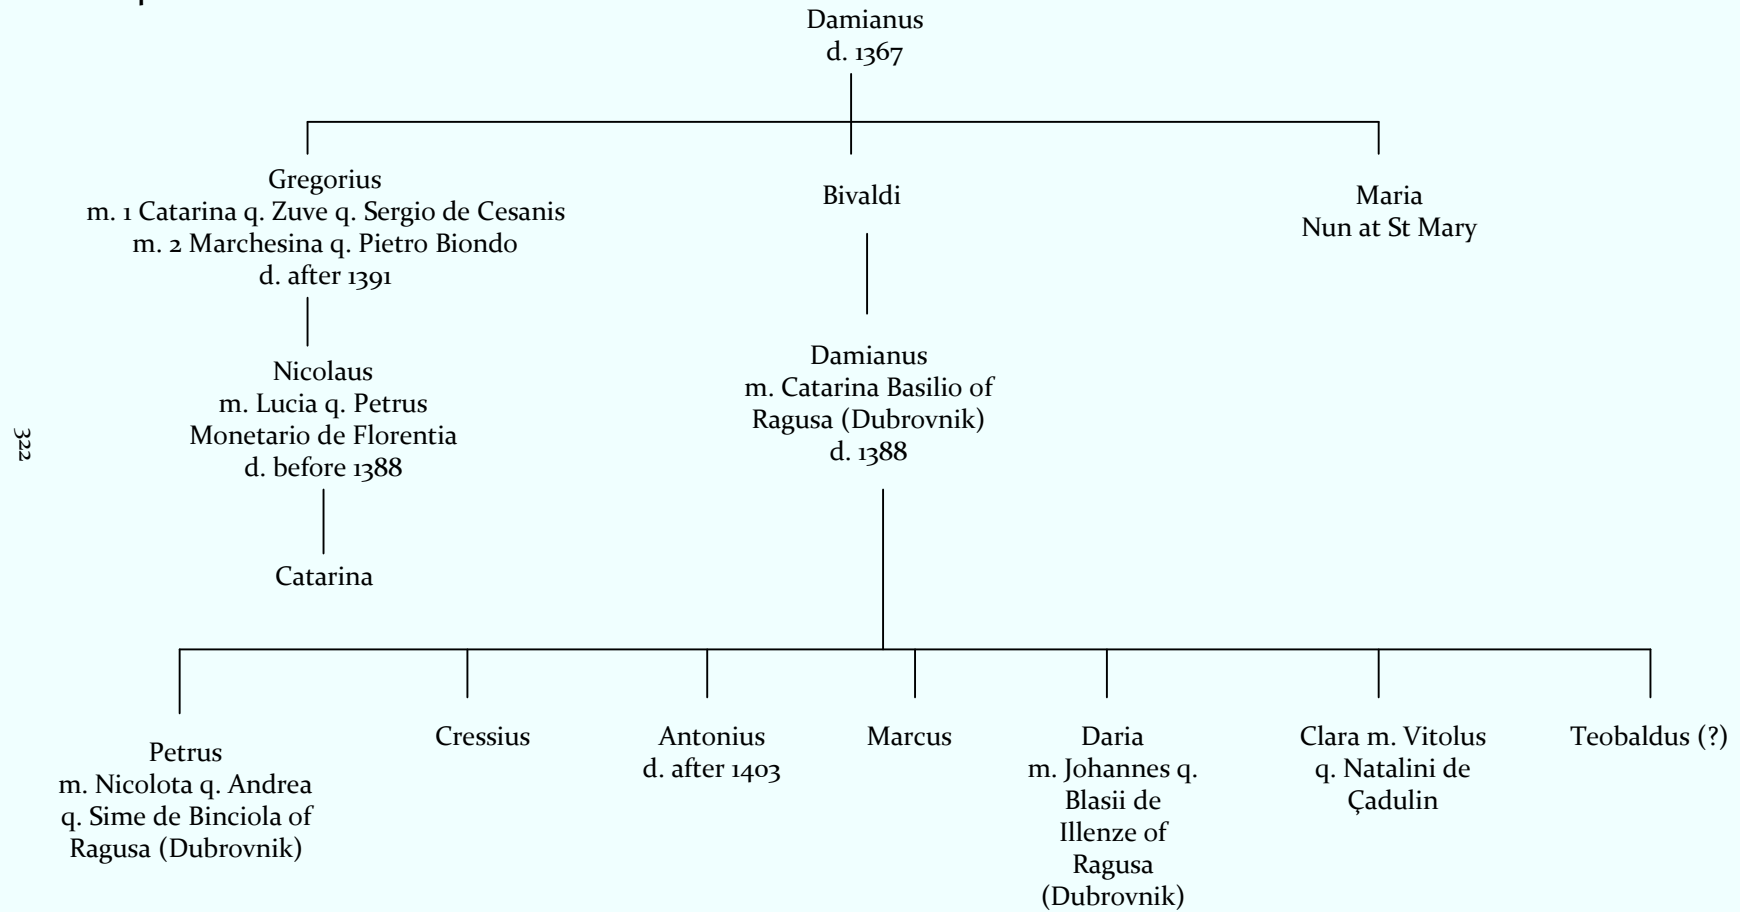 Damianus
d. 1367
Gregorius
m. 1 Catarina q. Zuve q. Sergio de Cesanis
m. 2 Marchesina q. Pietro Biondo
d. after 1391
Bivaldi
Maria
Nun at St Mary
Nicolaus
m. Lucia q. Petrus
Monetario de Florentia
d. before 1388
Damianus
m. Catarina Basilio of
Ragusa (Dubrovnik)
d. 1388
322
Catarina
Petrus
m. Nicolota q. Andrea
q. Sime de Binciola of
Ragusa (Dubrovnik)
Cressius
Antonius
d. after 1403
Marcus
Daria
m. Johannes q.
Blasii de
Illenze of
Ragusa
(Dubrovnik)
Clara m. Vitolus
q. Natalini de
Çadulin
Teobaldus (?)